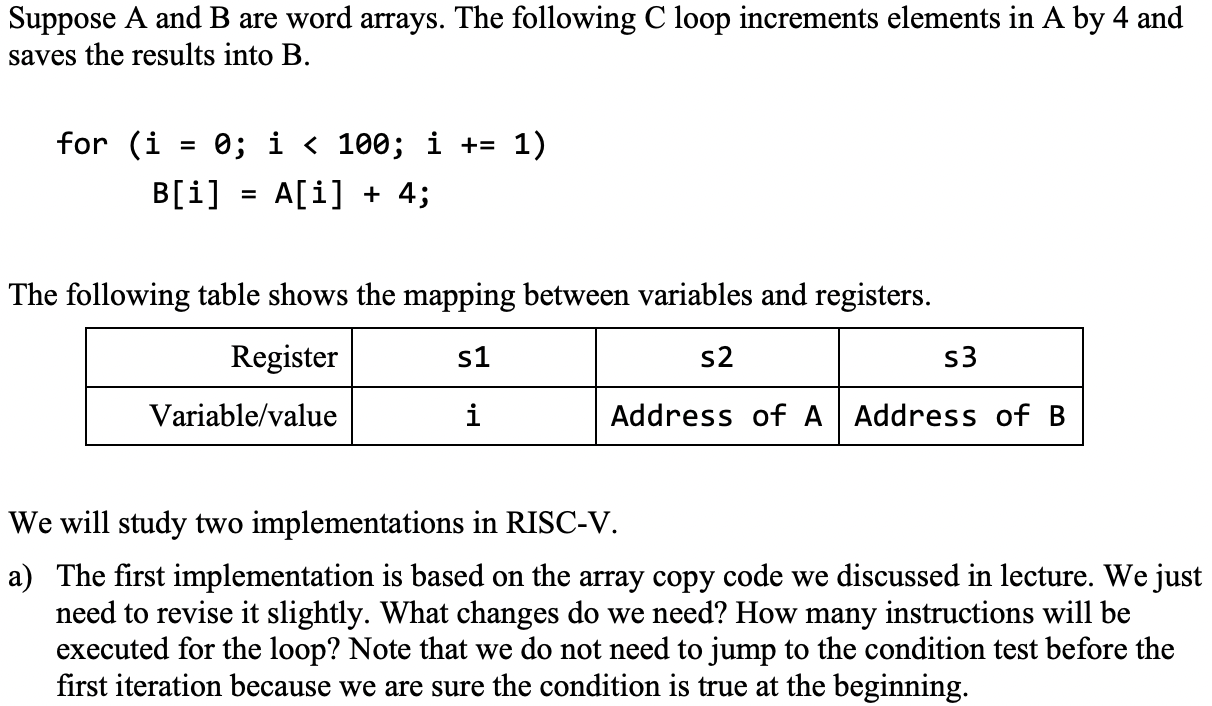 Suppose A and B are word arrays. The following C loop increments elements in A by 4 and
saves the results into B.
for (i = 0; i < 100; i += 1)
B[i] = A[i] + 4;
The following table shows the mapping between variables and registers.
Register s1 s2 s3
Variable/value i Address of A Address of B
We will study two implementations in RISC-V.
a) The first implementation is based on the array copy code we discussed in lecture. We just
need to revise it slightly. What changes do we need? How many instructions will be
executed for the loop? Note that we do not need to jump to the condition test before the
first iteration because we are sure the condition is true at the beginning.